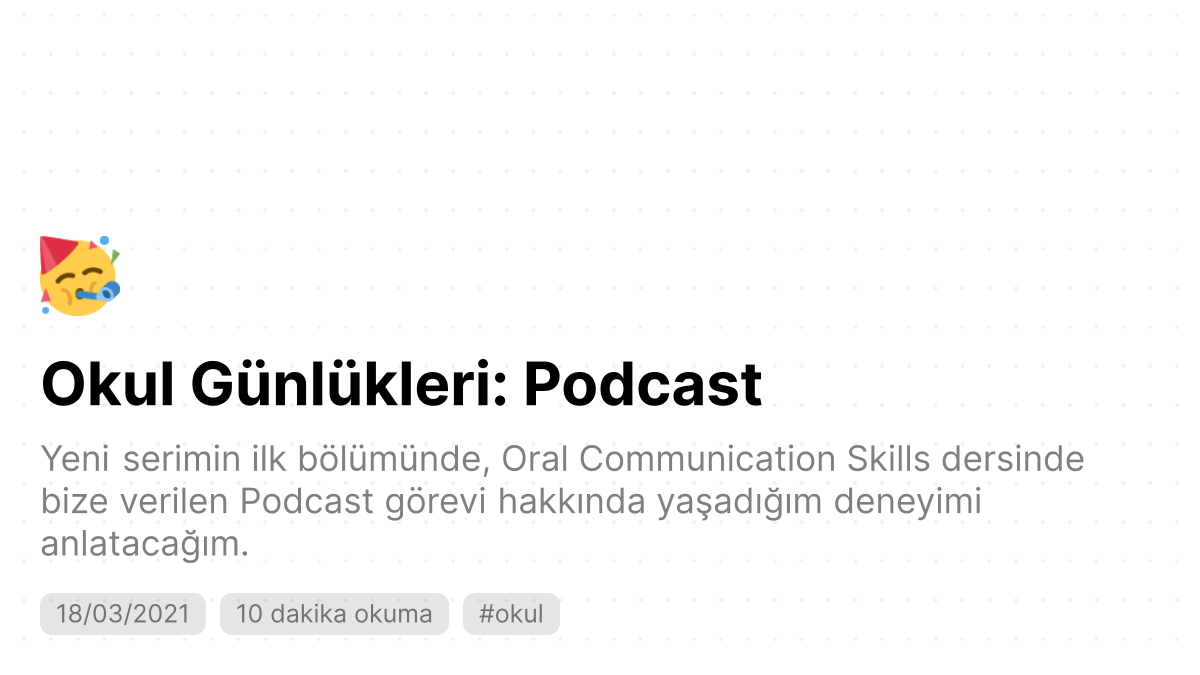 Okul Günlükleri: Podcast
Yeni serimin ilk bölümünde, Oral Communication Skills dersinde
bize verilen Podcast görevi hakkında yaşadığım deneyimi
anlatacağım.
18/03/2021 10 dakika okuma #okul